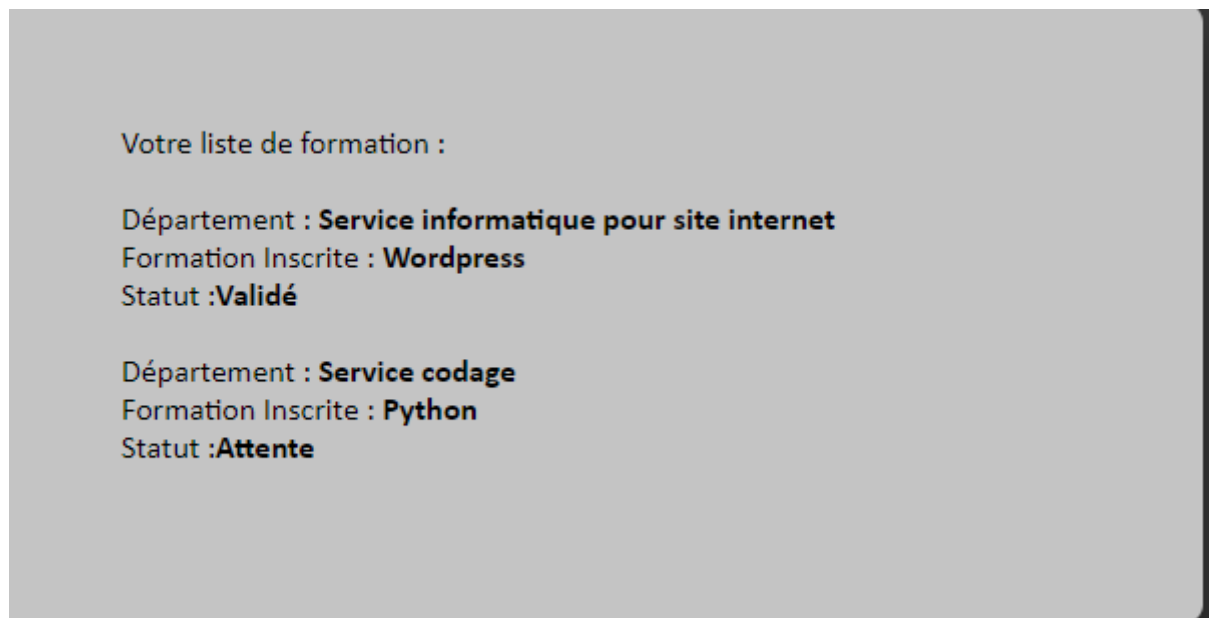 Votre liste de formation :
Département : Service informatique pour site internet
Formation Inscrite : Wordpress
Statut :Validé
Département : Service codage
Formation Inscrite : Python
Statut :Attente